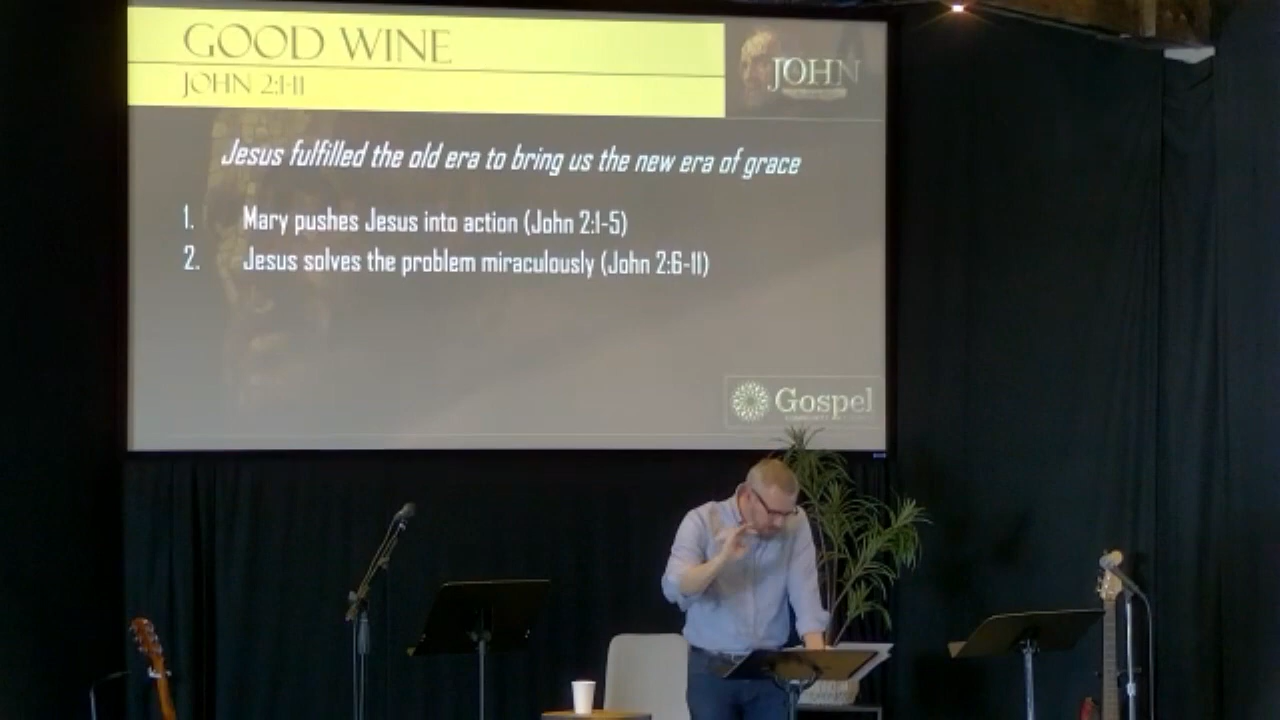 GOOD WINE
JOHN 2:1-11
JOHN
Jesus fulfilled the old era to bring us the new era of grace
1. Mary pushes Jesus into action (John 2:1-5)
2. Jesus solves the problem miraculously (John 2:6-11)
Gospel
COMMUNITY